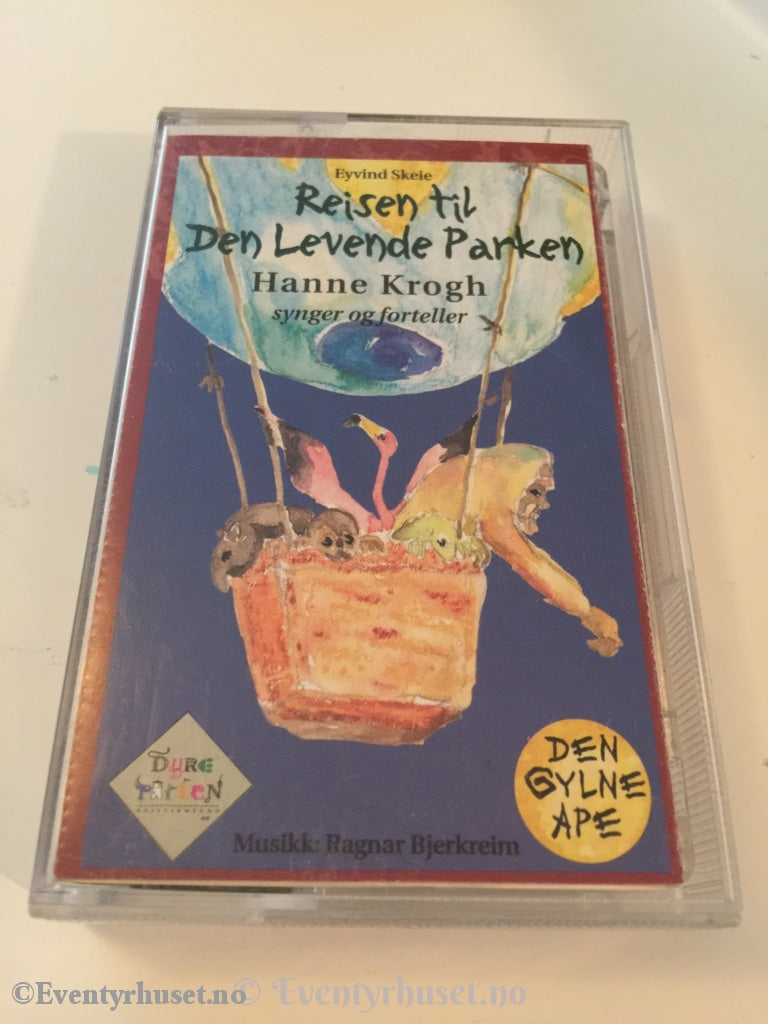 Eyvind Skeie
Reisen til
Den Levende Parken
Hanne Krogh
synger og forteller
DYRE
PARKEN
DEN
GYLNE
APE
Musikk: Ragnar Bjerkreim
©Eventyrhuset.no © Eventyrhuset.no